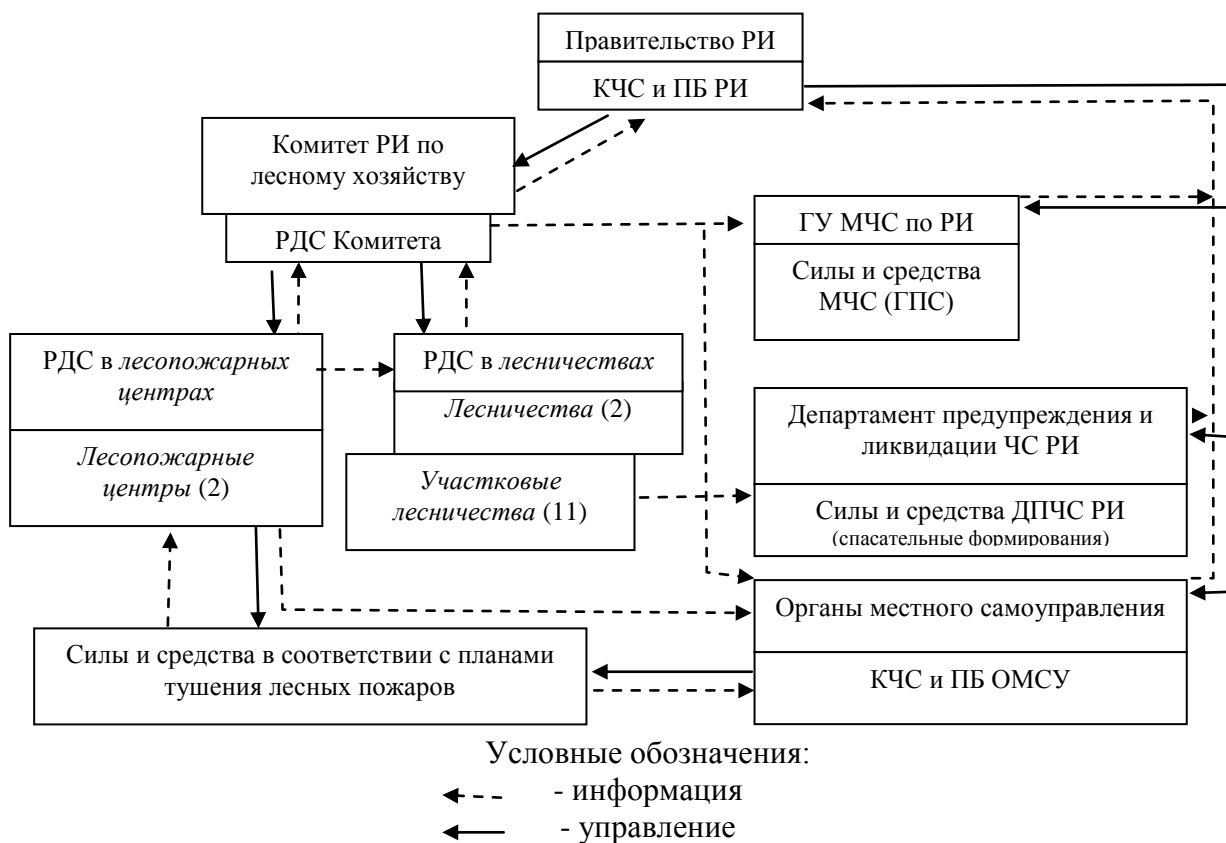 Правительство РИ
КЧС и ПБ РИ
Комитет РИ по
лесному хозяйству
РДС Комитета
ГУ МЧС по РИ
Силы и средства
МЧС (ГПС)
РДС в лесопожарных
центрах
Лесопожарные
центры (2)
РДС в лесничествах
Лесничества (2)
Участковые
лесничества (11)
Департамент предупреждения и
ликвидации ЧС РИ
Силы и средства ДПЧС РИ
(спасательные формирования)
Органы местного самоуправления
КЧС и ПБ ОМСУ
Силы и средства в соответствии с планами
тушения лесных пожаров
Условные обозначения:
- информация
- управление